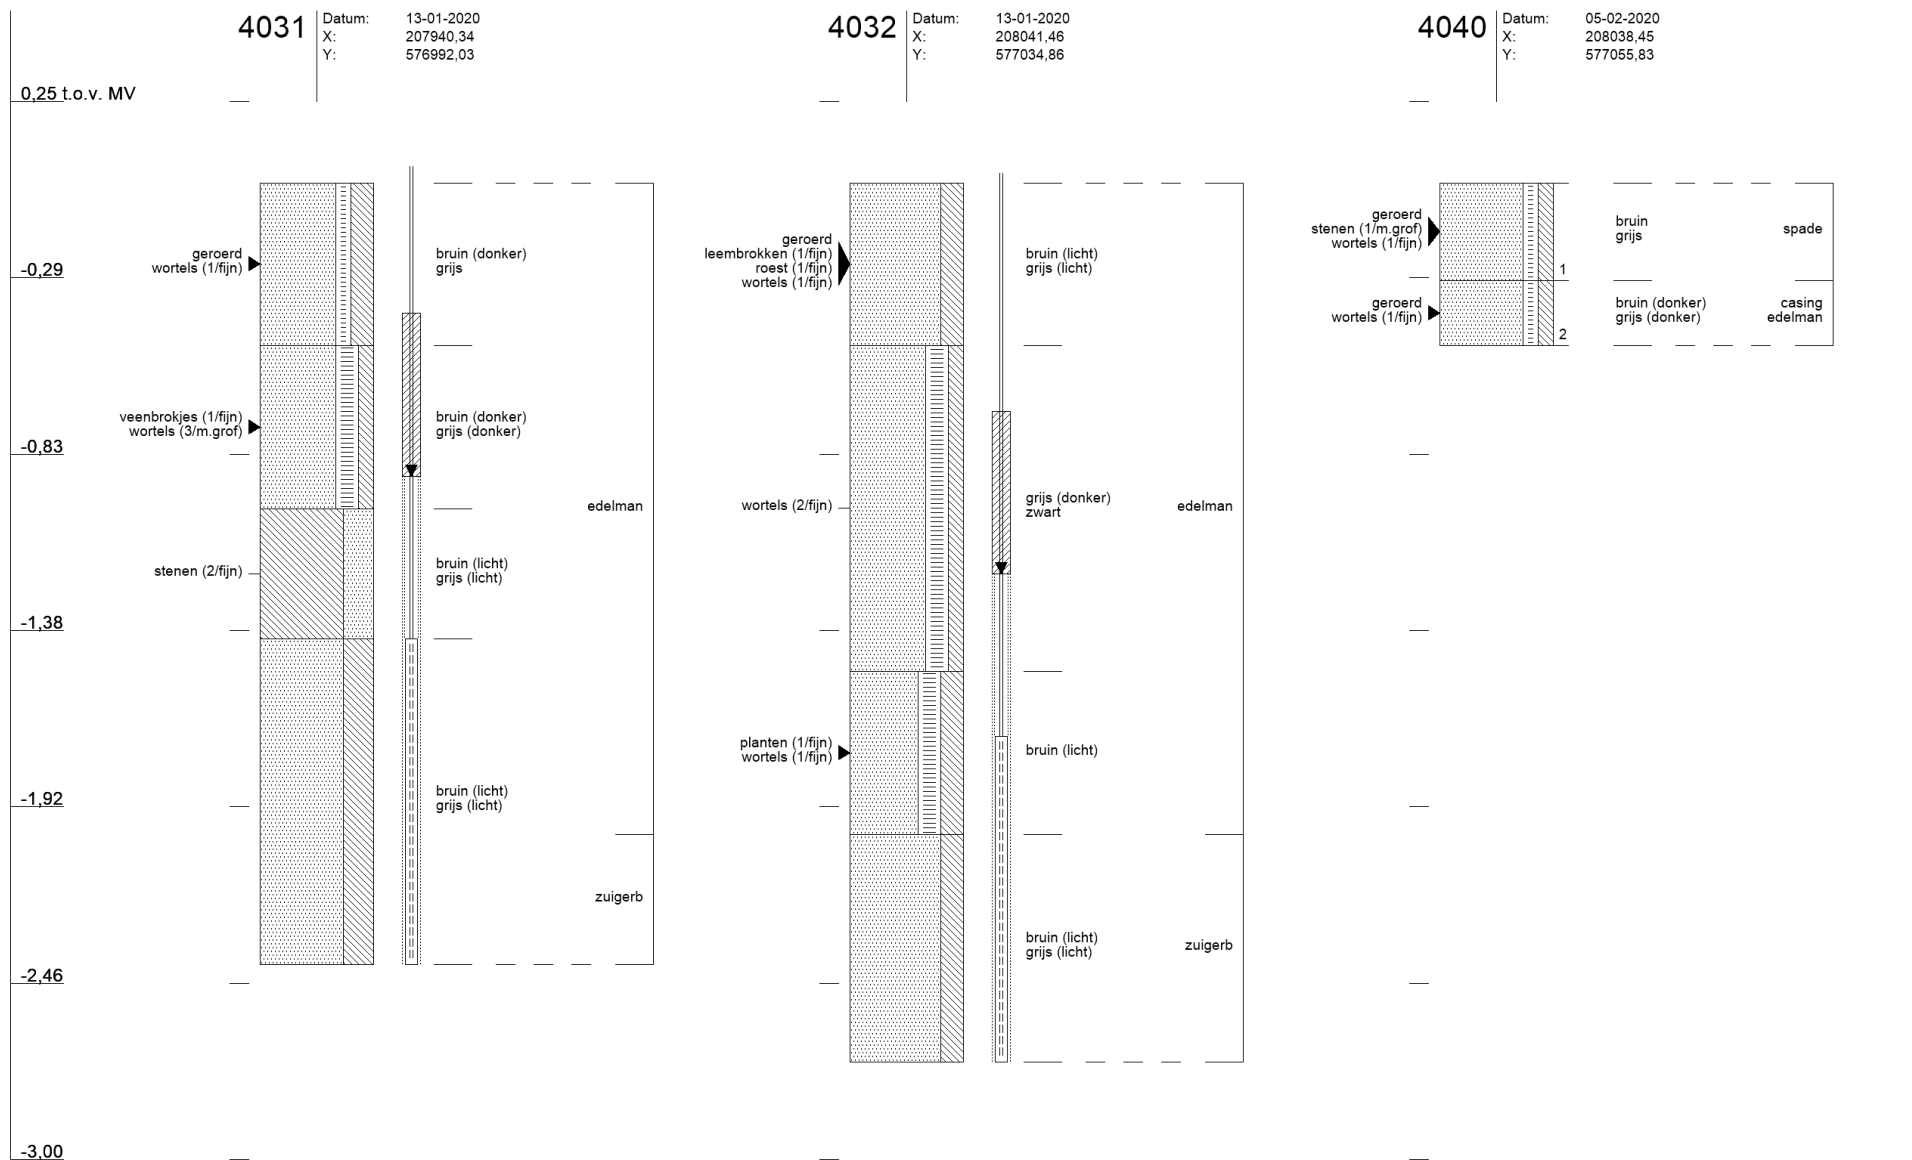 4031
Datum: 13-01-2020
X: 207940,34
Y: 576992,03
4032
Datum: 13-01-2020
X: 208041,46
Y: 577034,86
4040
Datum: 05-02-2020
X: 208038,45
Y: 577055,83
0,25 t.o.v. MV
-0,29
-0,83
-1,38
-1,92
-2,46
-3,00
geroerd
wortels (1/fijn)
bruin (donker)
grijs
veenbrokjes (1/fijn)
wortels (3/m.grof)
bruin (donker)
grijs (donker)
edelman
stenen (2/fijn)
bruin (licht)
grijs (licht)
bruin (licht)
grijs (licht)
zuigerb
geroerd
leembrokken (1/fijn)
roest (1/fijn)
wortels (1/fijn)
bruin (licht)
grijs (licht)
wortels (2/fijn)
grijs (donker)
zwart
edelman
planten (1/fijn)
wortels (1/fijn)
bruin (licht)
bruin (licht)
grijs (licht)
zuigerb
geroerd
stenen (1/m.grof)
wortels (1/fijn)
1
bruin
grijs
spade
geroerd
wortels (1/fijn)
2
bruin (donker)
grijs (donker)
casing
edelman